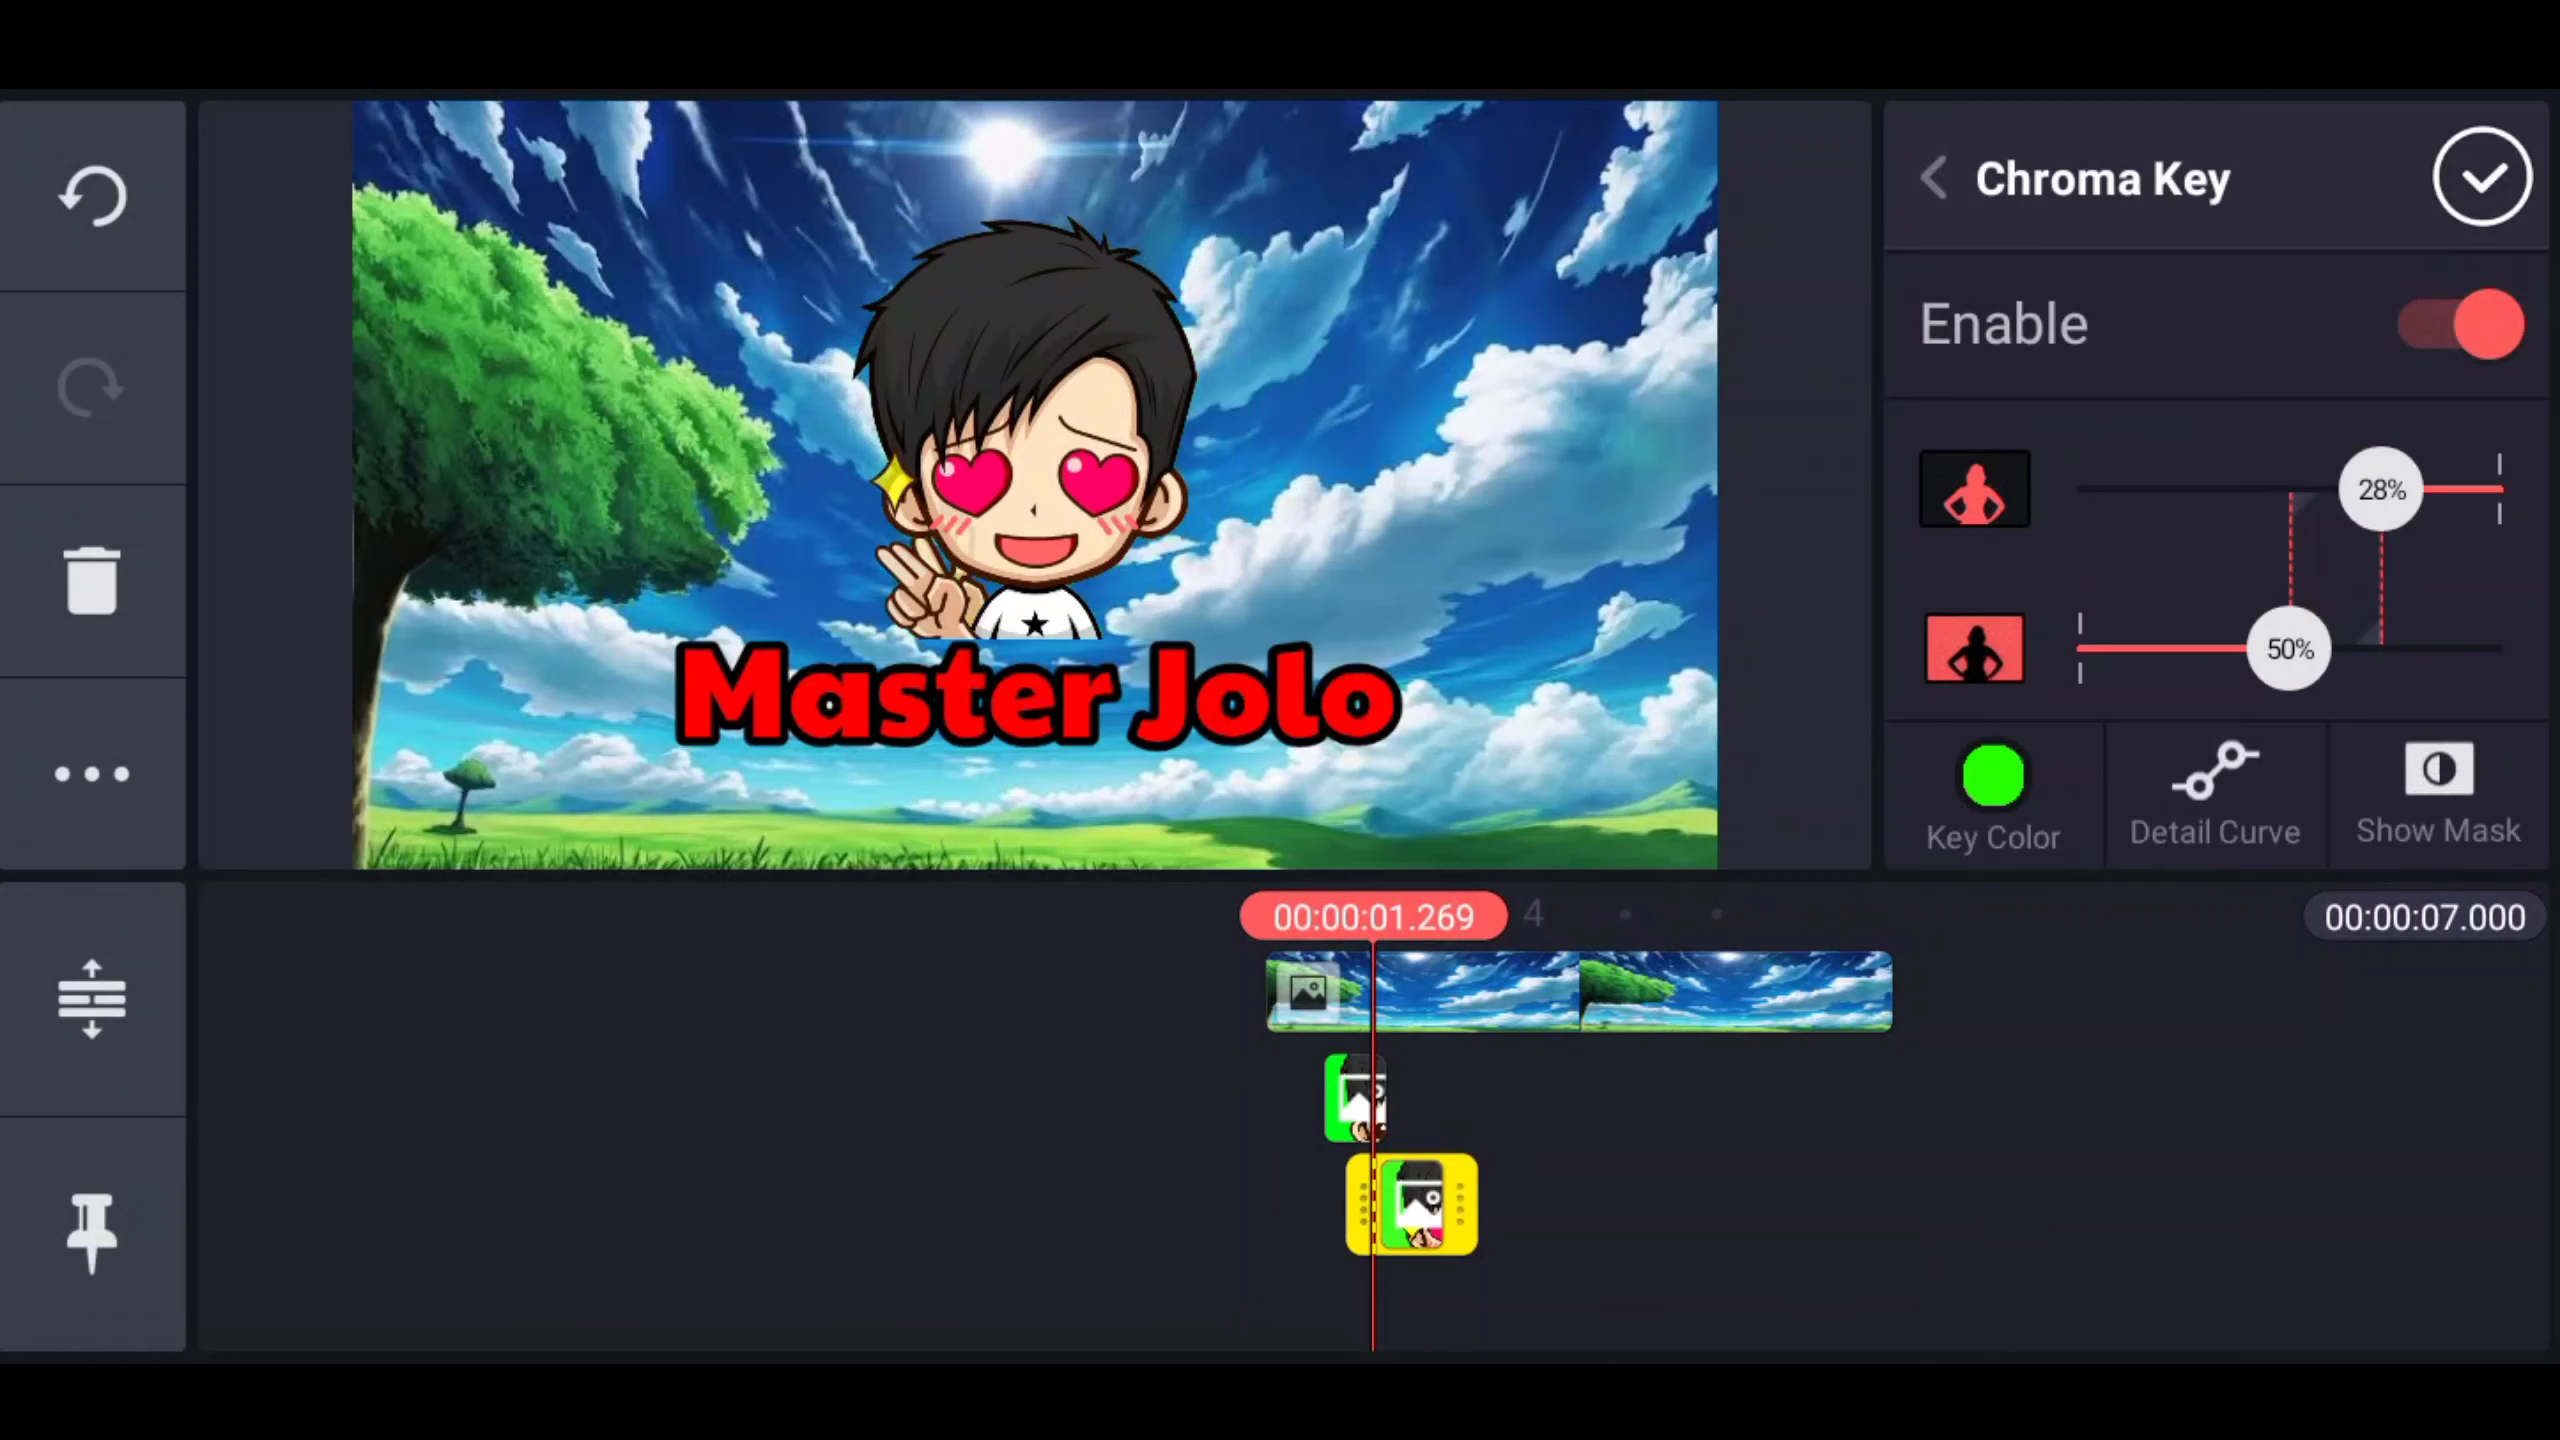 Chroma Key
Enable
28%
50%
Key Color
Detail Curve
Show Mask
Master Jolo
00:00:01.269
4
00:00:07.000